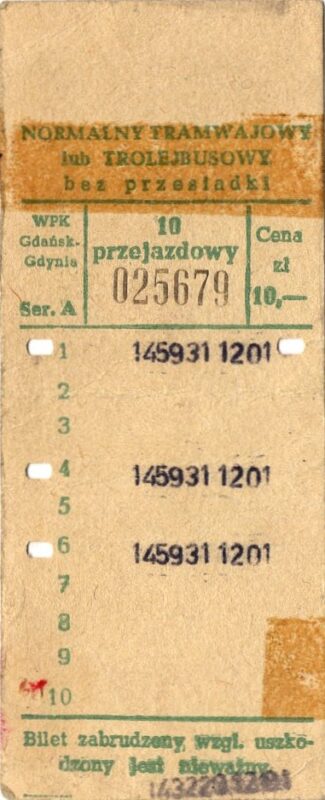 NORMALNY TRAMWAJOWY
lub TROLEJBUSOWY
bez przesiadki
WPK
Gdańsk-
Gdynia
Ser. A
10
przejazdowy
025679
Cena
zł
10,—
1 145931 1201
2
3
4 145931 1201
5
6 145931 1201
7
8
9
10
Bilet zabrudzony, wzgl. uszko-
dzony jest nieważny.